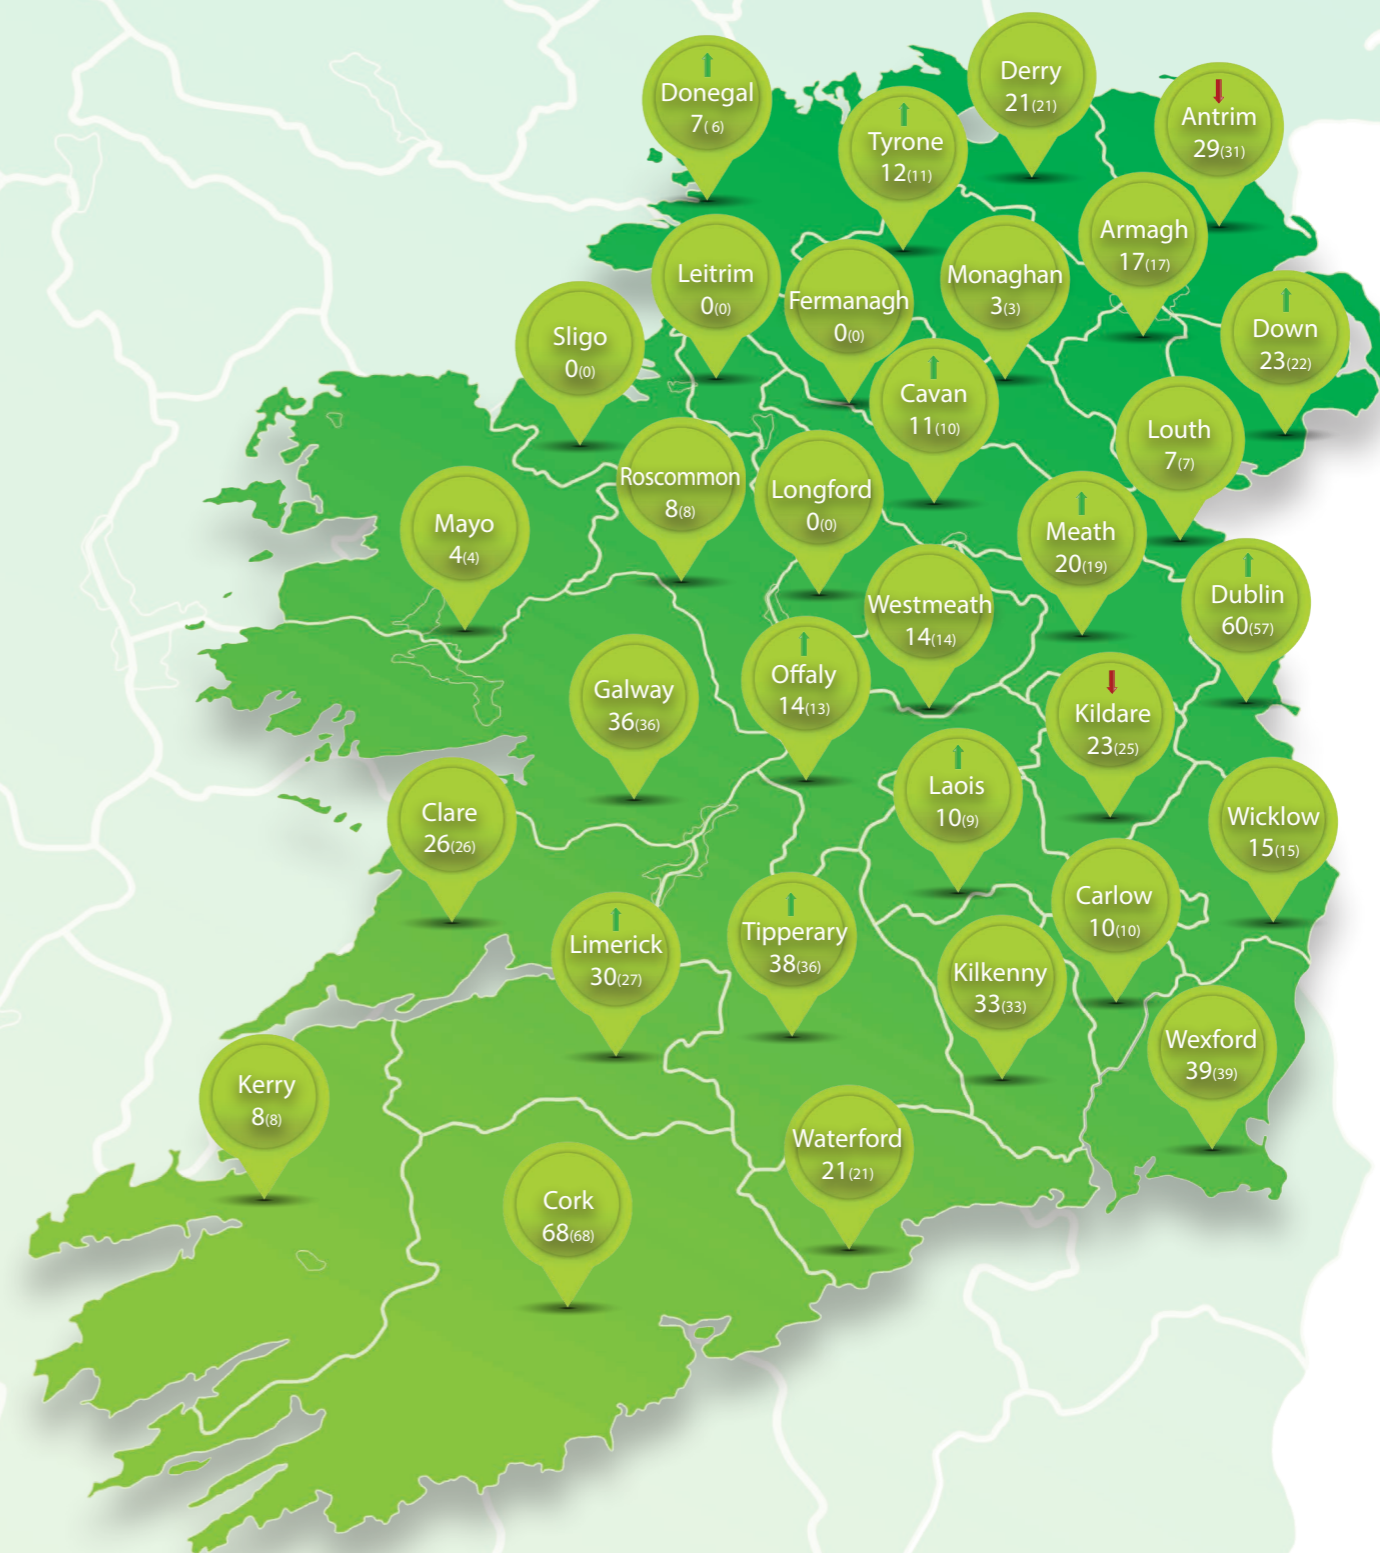 Derry
21(21)
Donegal
7( 6)
Antrim
29(31)
Tyrone
12(11)
Armagh
17(17)
Leitrim
0(0)
Monaghan
3(3)
Fermanagh
0(0)
Down
23(22)
Sligo
0(0)
Cavan
11(10)
Louth
7(7)
Roscommon
8(8)
Longford
0(0)
Mayo
4(4)
Meath
20(19)
Dublin
60(57)
Westmeath
14(14)
Offaly
14(13)
Galway
36(36)
Kildare
23(25)
Laois
10(9)
Clare
26(26)
Wicklow
15(15)
Carlow
10(10)
Tipperary
38(36)
Limerick
30(27)
Kilkenny
33(33)
Wexford
39(39)
Kerry
8(8)
Waterford
21(21)
Cork
68(68)